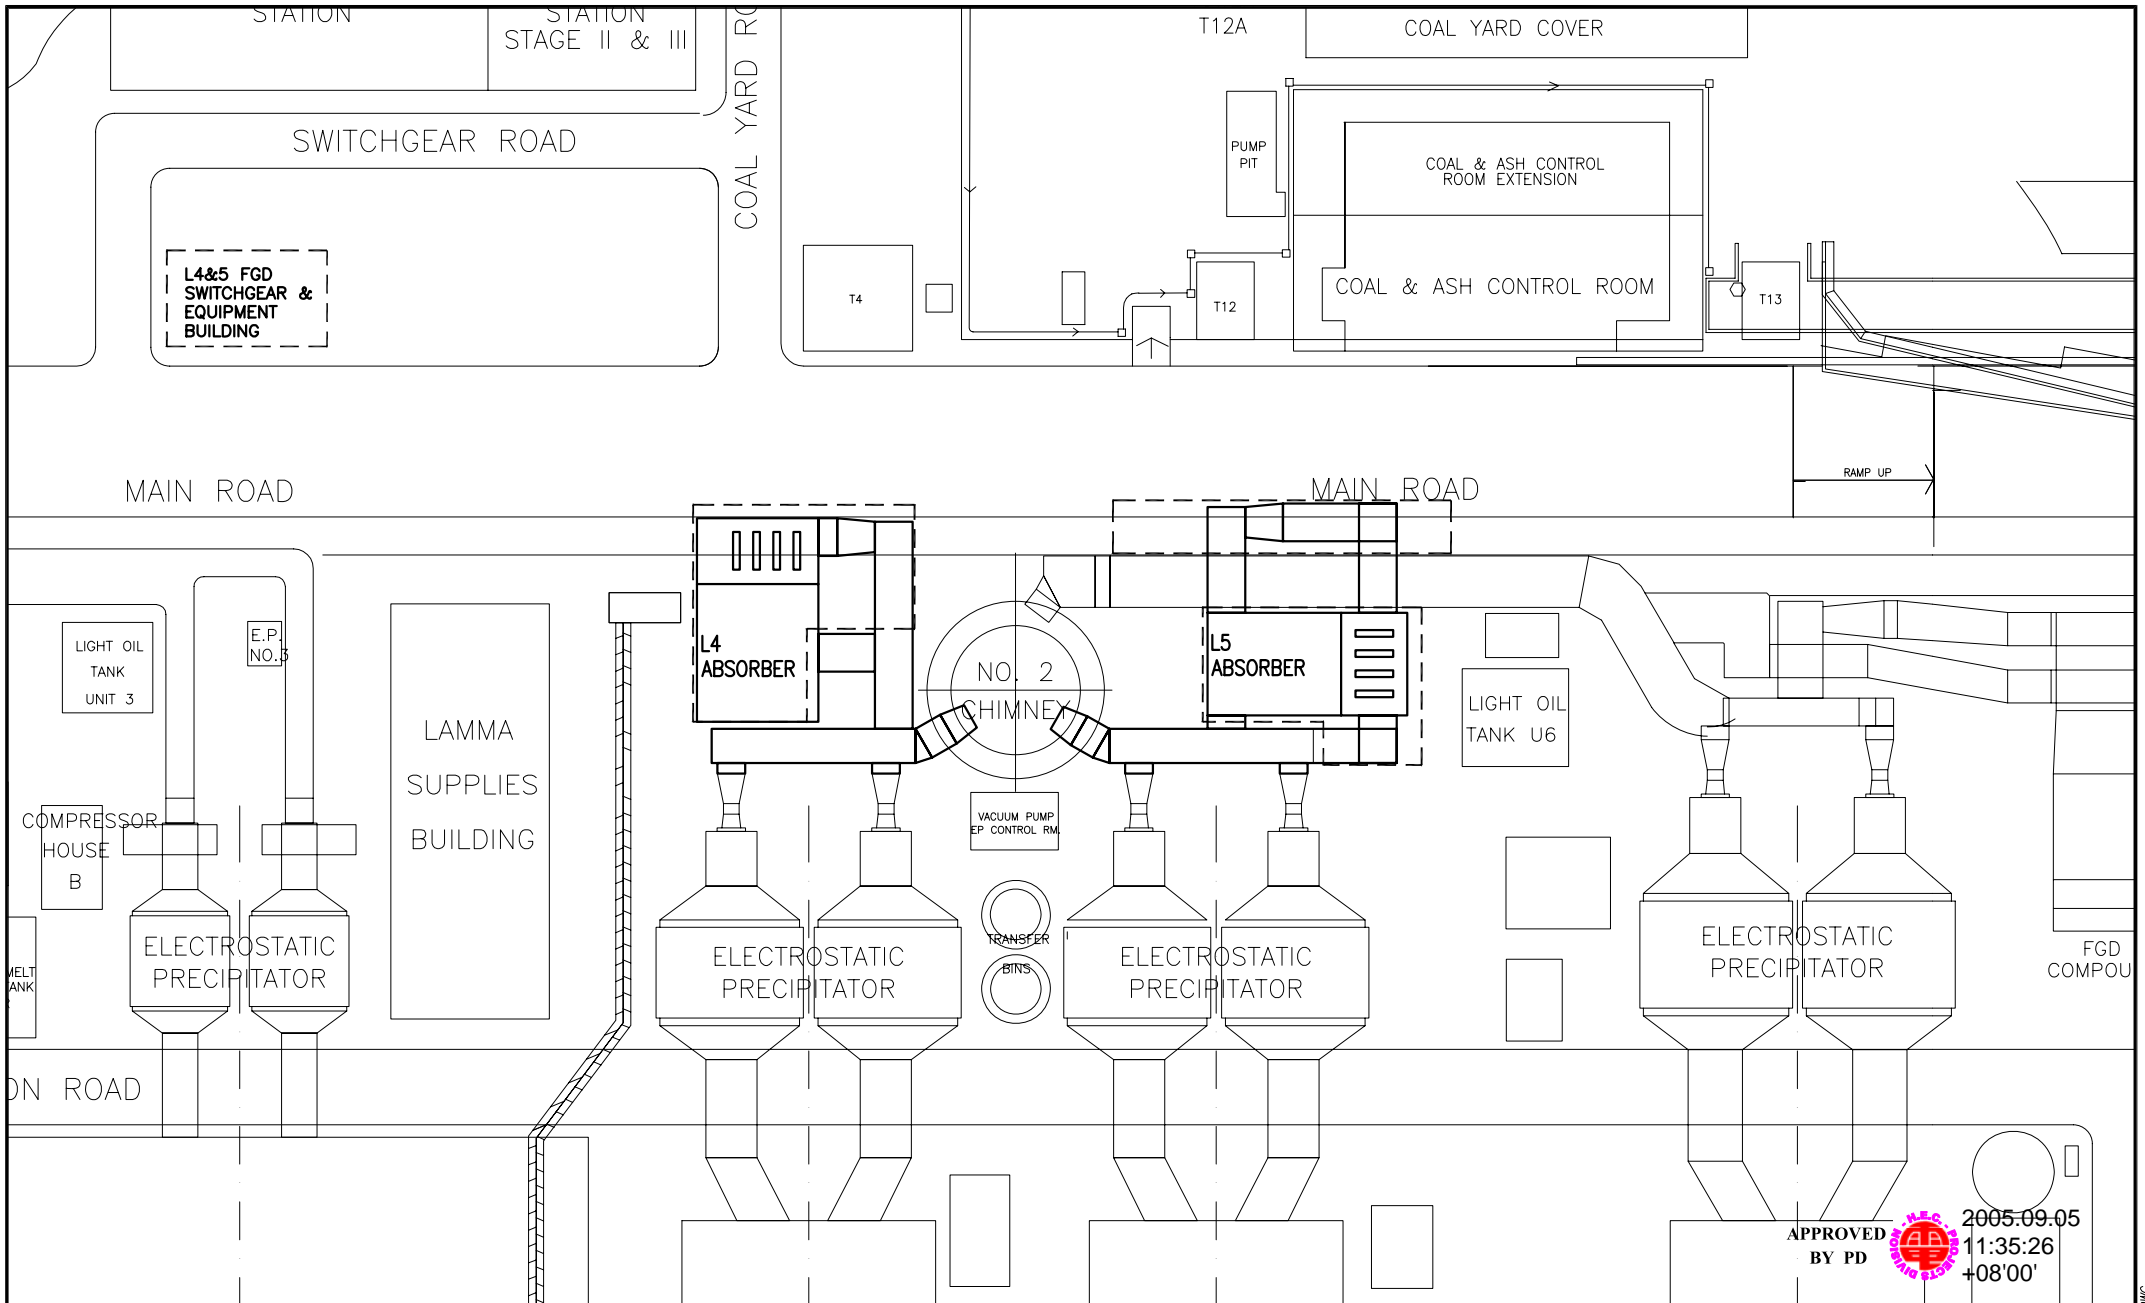 STATION
STATION
STAGE II & III
COAL YARD
T12A
COAL YARD COVER
SWITCHGEAR ROAD
PUMP
PIT
COAL & ASH CONTROL
ROOM EXTENSION
L4&5 FGD
SWITCHGEAR &
EQUIPMENT
BUILDING
T4
T12
COAL & ASH CONTROL ROOM
T13
RAMP UP
MAIN ROAD
MAIN ROAD
LIGHT OIL
TANK
UNIT 3
E.P.
NO.3
L4
ABSORBER
NO. 2
CHIMNEY
L5
ABSORBER
LIGHT OIL
TANK U6
LAMMA
SUPPLIES
BUILDING
COMPRESSOR
HOUSE
B
VACUUM PUMP
EP CONTROL RM.
TRANSFER
BINS
ELECTROSTATIC
PRECIPITATOR
ELECTROSTATIC
PRECIPITATOR
ELECTROSTATIC
PRECIPITATOR
ELECTROSTATIC
PRECIPITATOR
FGD
COMPOU
MELT
ANK
ON ROAD
APPROVED
BY PD
H.E.C. - PROJECTS DIVISION
2005.09.05
11:35:26
+08'00'